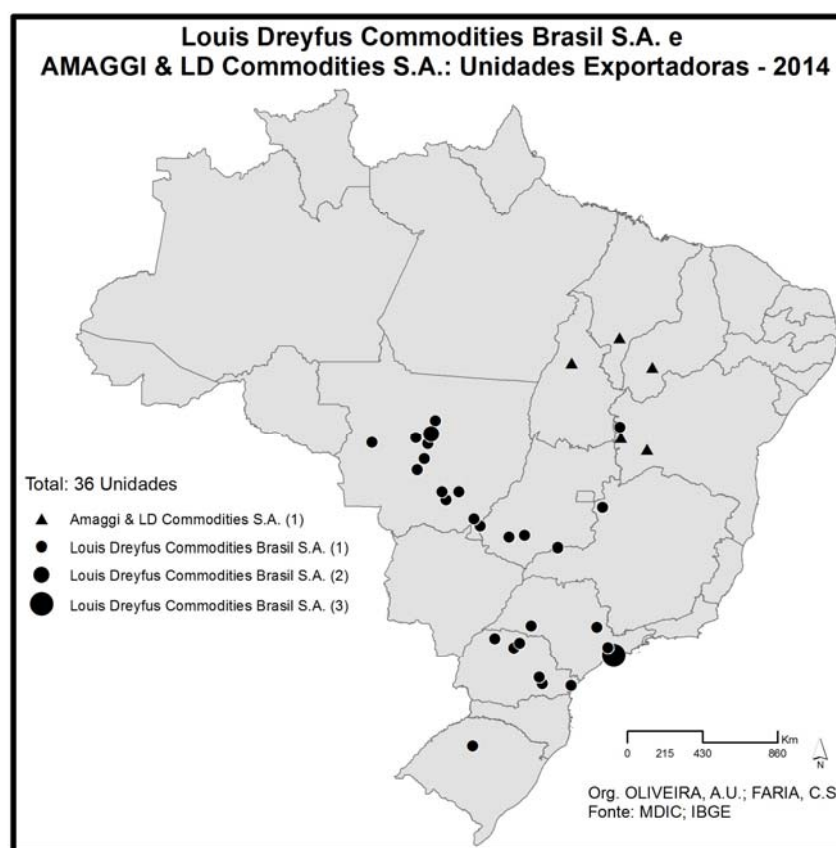 Louis Dreyfus Commodities Brasil S.A. e
AMAGGI & LD Commodities S.A.: Unidades Exportadoras - 2014
Total: 36 Unidades
Amaggi & LD Commodities S.A. (1)
Louis Dreyfus Commodities Brasil S.A. (1)
Louis Dreyfus Commodities Brasil S.A. (2)
Louis Dreyfus Commodities Brasil S.A. (3)
Km
0 215 430 860
N
Org. OLIVEIRA, A.U.; FARIA, C.S
Fonte: MDIC; IBGE